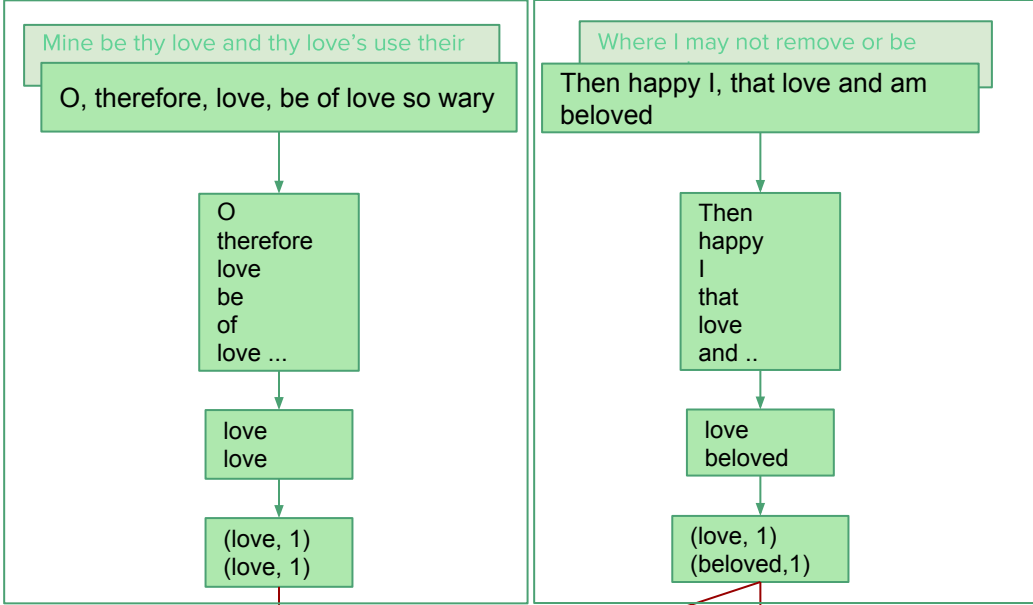 Mine be thy love and thy love’s use their
O, therefore, love, be of love so wary
O
therefore
love
be
of
love ...
love
love
(love, 1)
(love, 1)
Where I may not remove or be
Then happy I, that love and am
beloved
Then
happy
I
that
love
and ..
love
beloved
(love, 1)
(beloved,1)